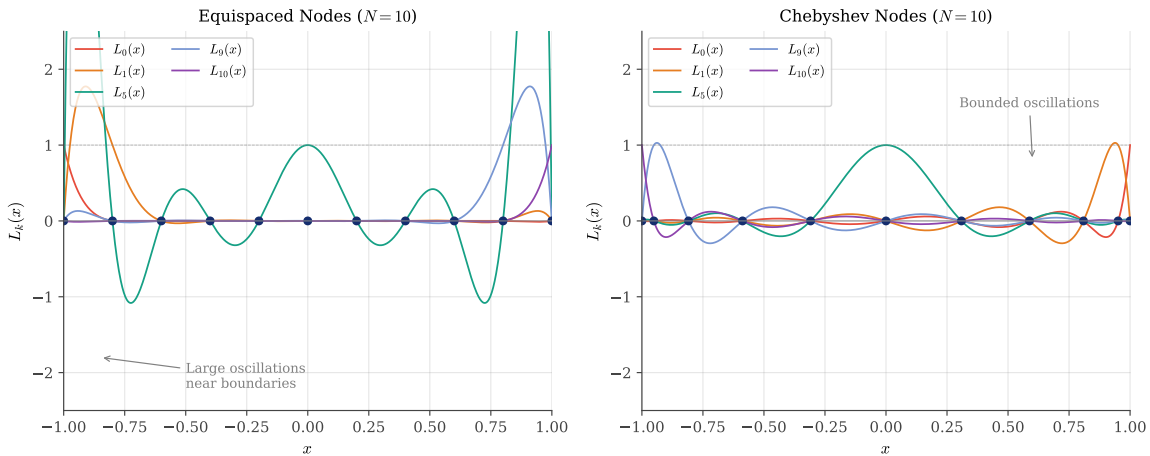 Equispaced Nodes (N = 10)
L₀(x)
L₁(x)
L₅(x)
L₉(x)
L₁₀(x)
Large oscillations
near boundaries
2
1
0
−1
−2
Lₖ(x)
−1.00 −0.75 −0.50 −0.25 0.00 0.25 0.50 0.75 1.00
x
Chebyshev Nodes (N = 10)
L₀(x)
L₁(x)
L₅(x)
L₉(x)
L₁₀(x)
Bounded oscillations
2
1
0
−1
−2
Lₖ(x)
−1.00 −0.75 −0.50 −0.25 0.00 0.25 0.50 0.75 1.00
x